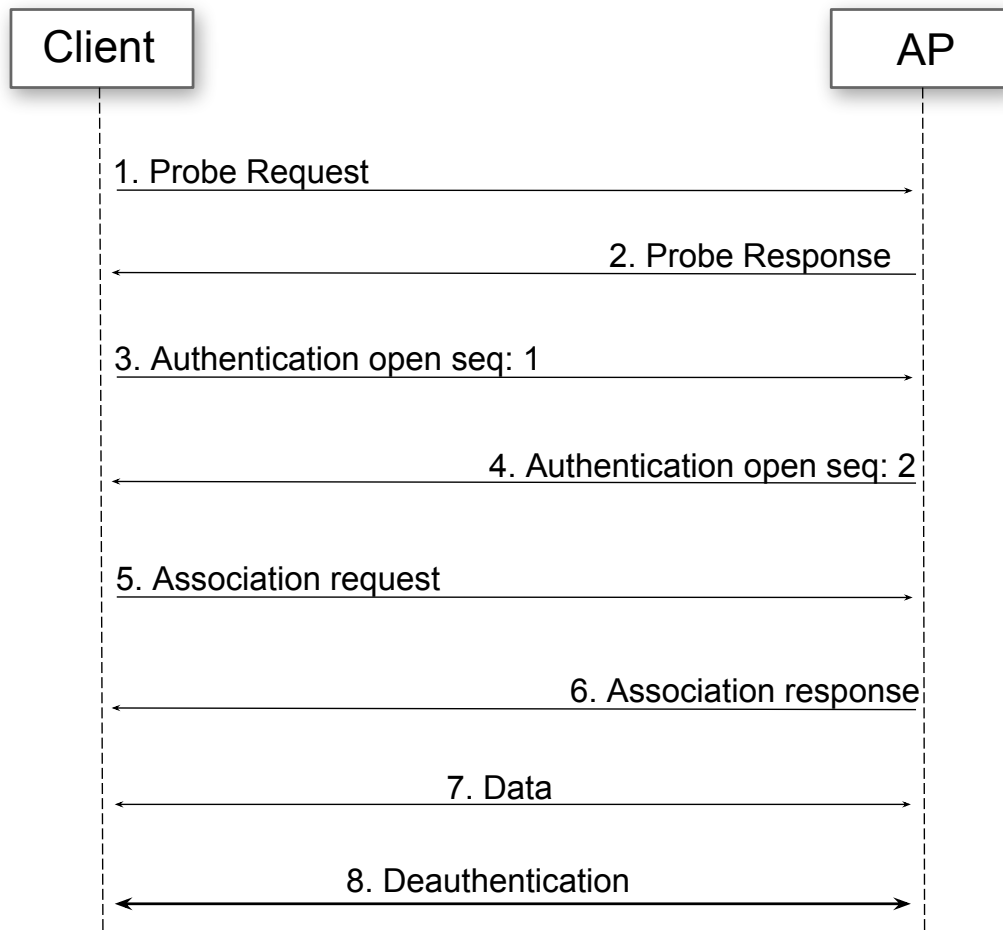 Client
AP
1. Probe Request
2. Probe Response
3. Authentication open seq: 1
4. Authentication open seq: 2
5. Association request
6. Association response
7. Data
8. Deauthentication